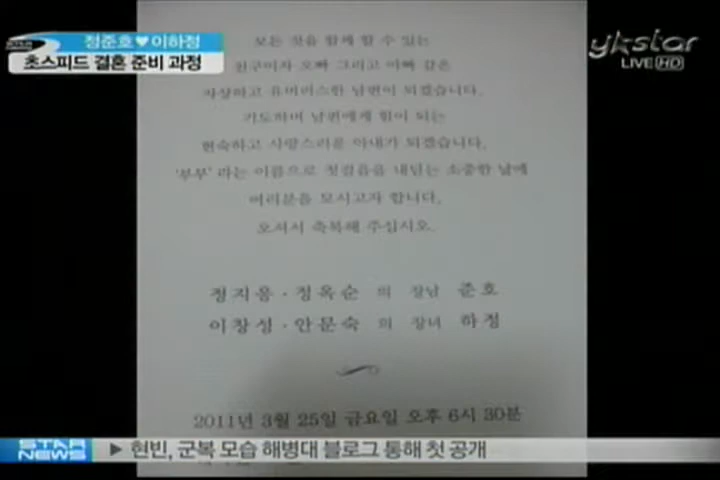 정준호♥이하정
초스피드 결혼 준비 과정
ykstar
LIVE HD
모든 것을 함께 할 수 있는
친구이자 오빠 그리고 아빠 같은
자상하고 유머러스한 남편이 되겠습니다.
기도하며 남편에게 힘이 되는
현숙하고 사랑스러운 아내가 되겠습니다.
'부부' 라는 이름으로 첫걸음을 내딛는 소중한 날에
여러분을 모시고자 합니다.
오셔서 축복해 주십시오.
정지웅 · 정옥순 의 장남 준호
이창성 · 안문숙 의 장녀 하정
2011년 3월 25일 금요일 오후 6시 30분
STAR NEWS
▶ 현빈, 군복 모습 해병대 블로그 통해 첫 공개